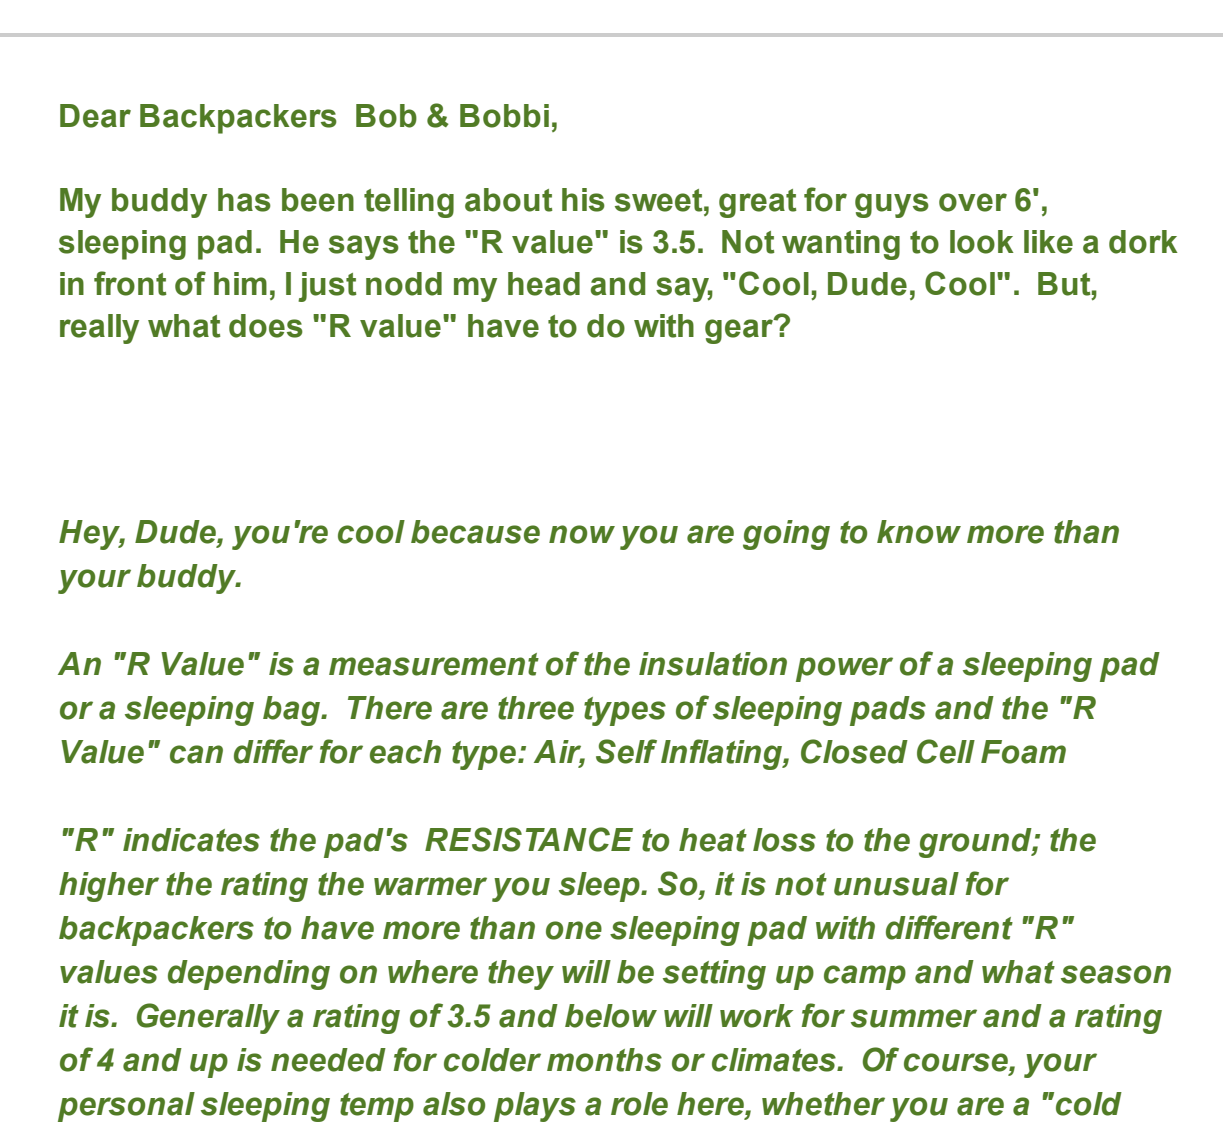 Dear Backpackers  Bob & Bobbi,
My buddy has been telling about his sweet, great for guys over 6',
sleeping pad.  He says the "R value" is 3.5.  Not wanting to look like a dork
in front of him, I just nodd my head and say, "Cool, Dude, Cool".  But,
really what does "R value" have to do with gear?
Hey, Dude, you're cool because now you are going to know more than
your buddy.
An "R Value" is a measurement of the insulation power of a sleeping pad
or a sleeping bag.  There are three types of sleeping pads and the "R
Value" can differ for each type: Air, Self Inflating, Closed Cell Foam
"R" indicates the pad's  RESISTANCE to heat loss to the ground; the
higher the rating the warmer you sleep. So, it is not unusual for
backpackers to have more than one sleeping pad with different "R"
values depending on where they will be setting up camp and what season
it is.  Generally a rating of 3.5 and below will work for summer and a rating
of 4 and up is needed for colder months or climates.  Of course, your
personal sleeping temp also plays a role here, whether you are a "cold